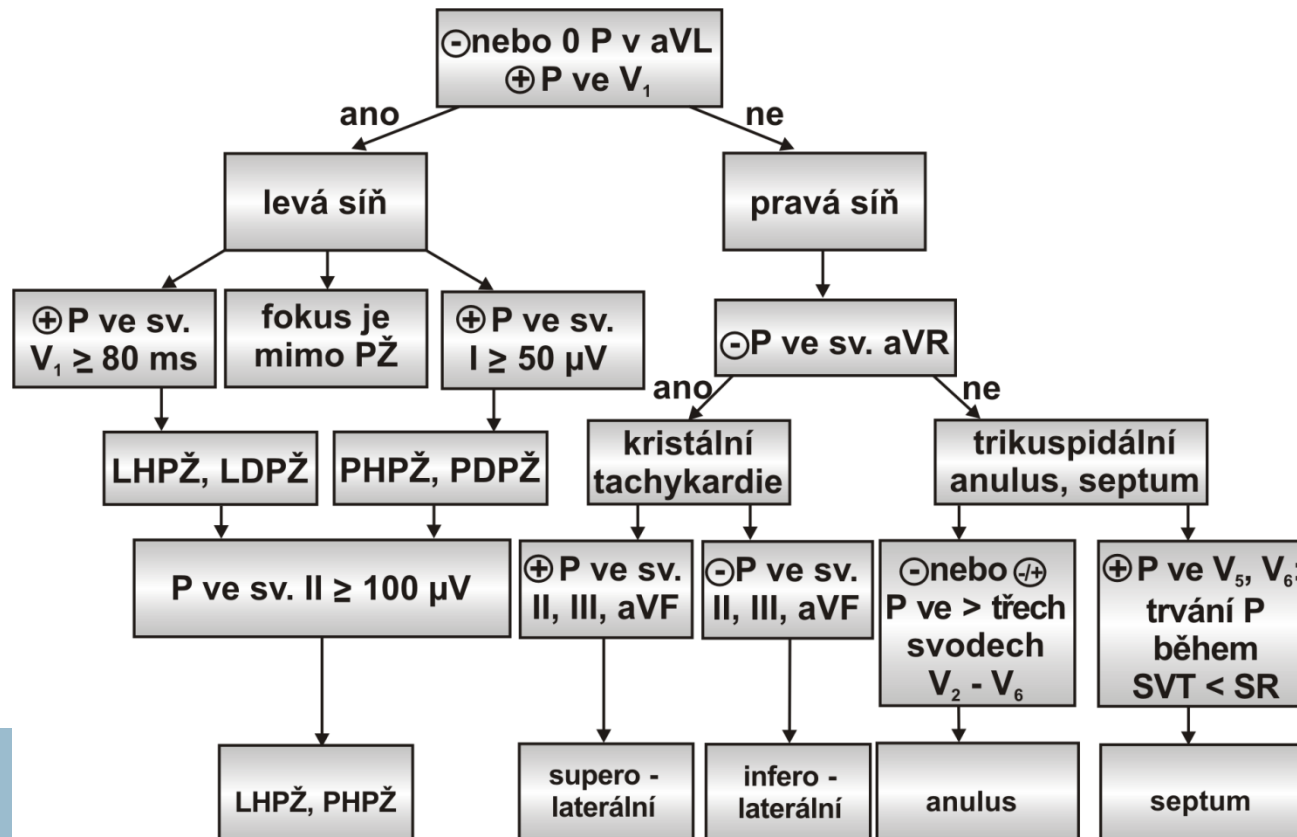 ⊖nebo 0 P v aVL
⊕P ve V₁
ano
ne
levá síň
pravá síň
⊕P ve sv.
V₁ ≥ 80 ms
fokus je
mimo PŽ
⊕P ve sv.
I ≥ 50 µV
⊖P ve sv. aVR
ano
ne
LHPŽ, LDPŽ
PHPŽ, PDPŽ
kristální
tachykardie
trikuspidální
anulus, septum
P ve sv. II ≥ 100 µV
⊕P ve sv.
II, III, aVF
⊖P ve sv.
II, III, aVF
⊖nebo -/+
P ve > třech
svodech
V₂ - V₆
⊕P ve V₅, V₆:
trvání P
během
SVT < SR
LHPŽ, PHPŽ
supero -
laterální
infero -
laterální
anulus
septum